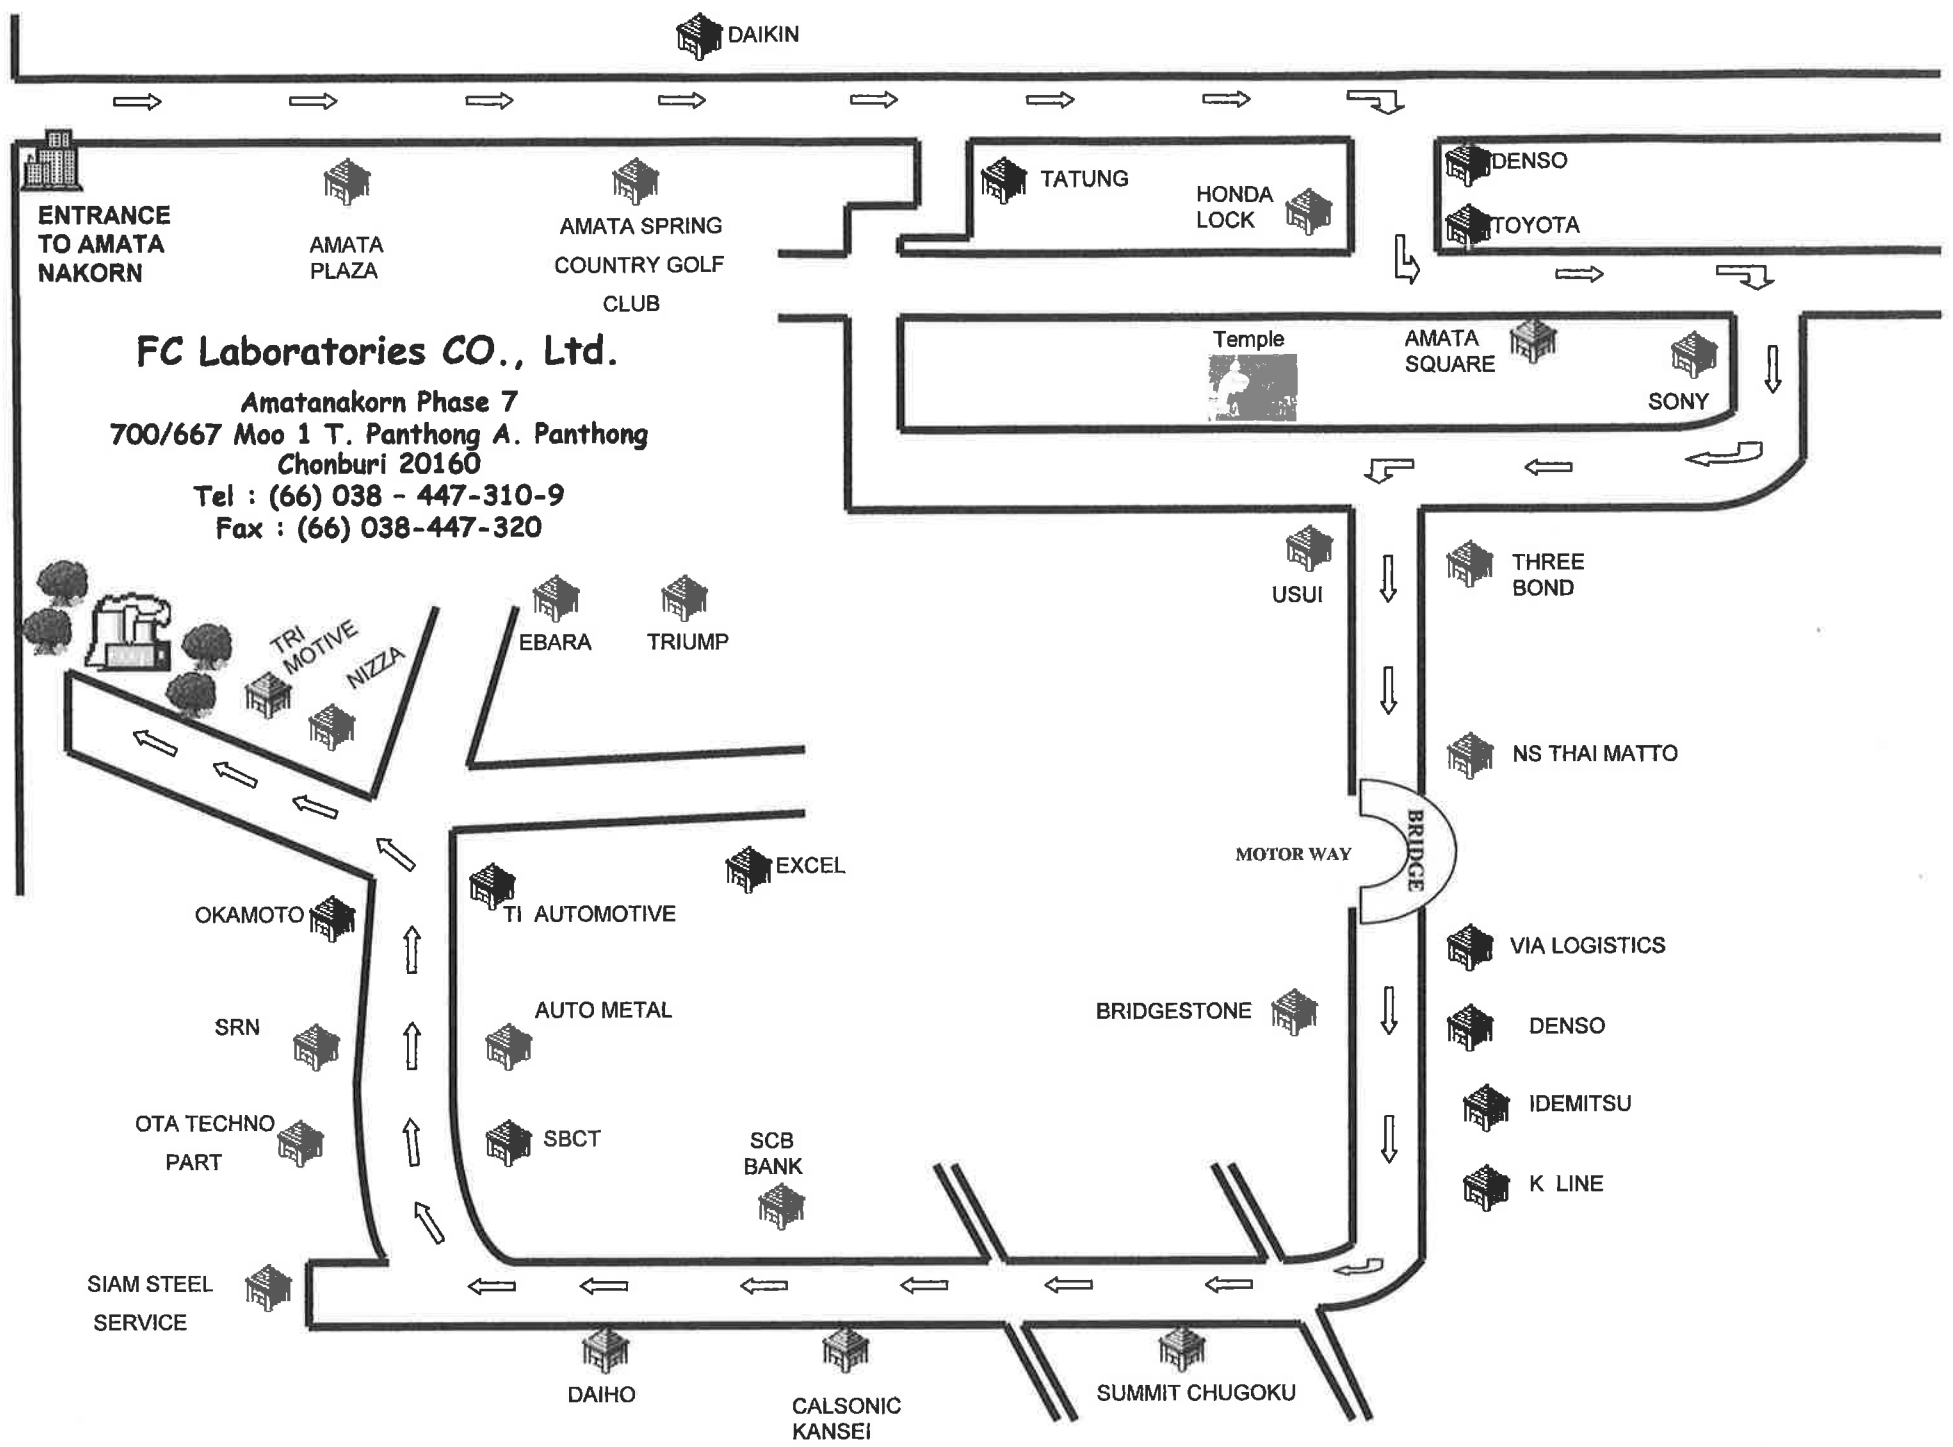 DAIKIN
ENTRANCE
TO AMATA
NAKORN
AMATA
PLAZA
AMATA SPRING
COUNTRY GOLF
CLUB
TATUNG
HONDA
LOCK
DENSO
TOYOTA
FC Laboratories CO., Ltd.
Amatanakorn Phase 7
700/667 Moo 1 T. Panthong A. Panthong
Chonburi 20160
Tel : (66) 038 - 447-310-9
Fax : (66) 038-447-320
Temple
AMATA
SQUARE
SONY
USUI
THREE
BOND
TRI
MOTIVE
NIZZA
EBARA
TRIUMP
NS THAI MATTO
MOTOR WAY
BRIDGE
EXCEL
OKAMOTO
TI AUTOMOTIVE
VIA LOGISTICS
SRN
AUTO METAL
BRIDGESTONE
DENSO
IDEMITSU
OTA TECHNO
PART
SBCT
SCB
BANK
K LINE
SIAM STEEL
SERVICE
DAIHO
CALSONIC
KANSEI
SUMMIT CHUGOKU